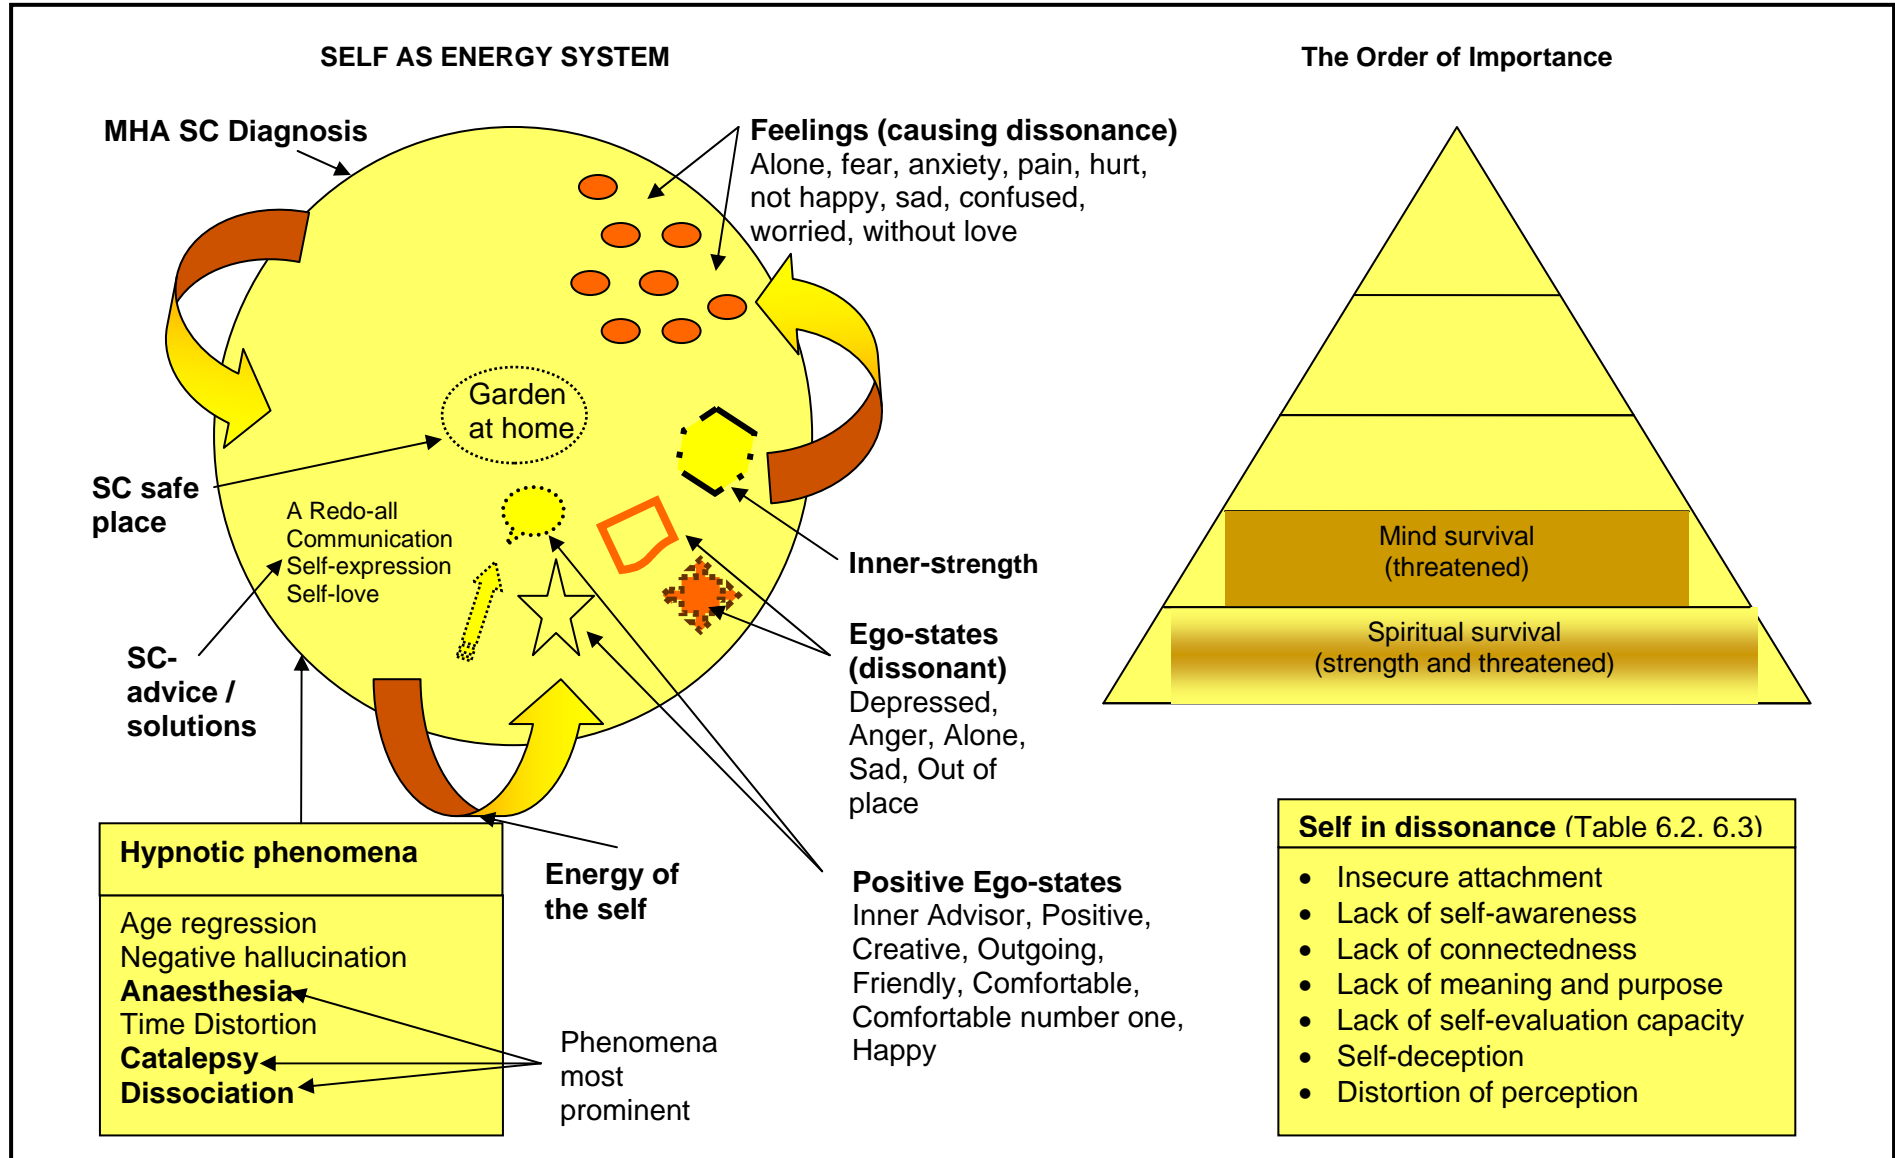 SELF AS ENERGY SYSTEM
The Order of Importance
MHA SC Diagnosis
Feelings (causing dissonance)
Alone, fear, anxiety, pain, hurt,
not happy, sad, confused,
worried, without love
Garden
at home
SC safe
place
A Redo-all
Communication
Self-expression
Self-love
SC-
advice /
solutions
Inner-strength
Ego-states
(dissonant)
Depressed,
Anger, Alone,
Sad, Out of
place
Mind survival
(threatened)
Spiritual survival
(strength and threatened)
Hypnotic phenomena
Age regression
Negative hallucination
Anaesthesia
Time Distortion
Catalepsy
Dissociation
Phenomena
most
prominent
Energy of
the self
Positive Ego-states
Inner Advisor, Positive,
Creative, Outgoing,
Friendly, Comfortable,
Comfortable number one,
Happy
Self in dissonance (Table 6.2. 6.3)
• Insecure attachment
• Lack of self-awareness
• Lack of connectedness
• Lack of meaning and purpose
• Lack of self-evaluation capacity
• Self-deception
• Distortion of perception